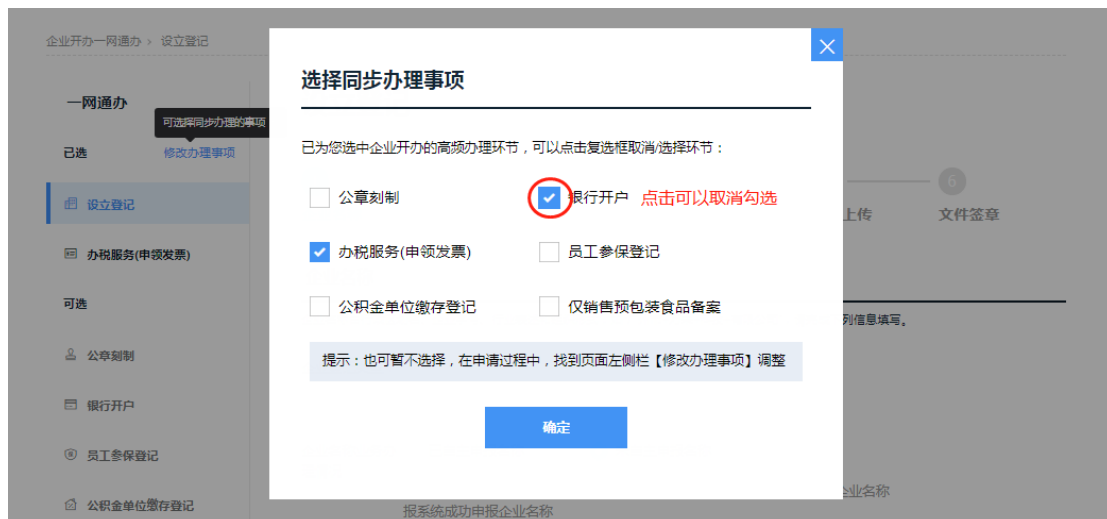 企业开办一网通办 › 设立登记
一网通办
可选择同步办理的事项
已选 修改办理事项
设立登记
办税服务(申领发票)
可选
公章刻制
银行开户
员工参保登记
公积金单位缴存登记
选择同步办理事项
已为您选中企业开办的高频办理环节，可以点击复选框取消/选择环节：
公章刻制 银行开户 点击可以取消勾选
办税服务(申领发票) 员工参保登记
公积金单位缴存登记 仅销售预包装食品备案
提示：也可暂不选择，在申请过程中，找到页面左侧栏【修改办理事项】调整
确定
6
上传 文件签章
列信息填写。
企业名称
报系统成功申报企业名称